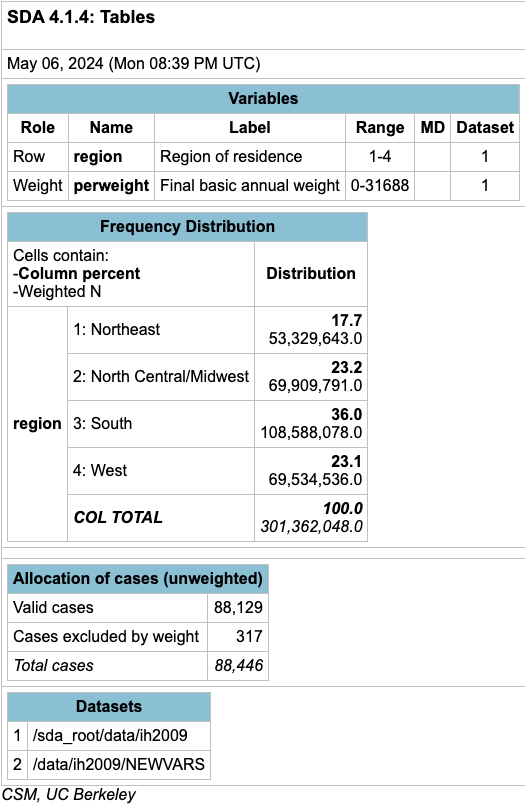 SDA 4.1.4: Tables
May 06, 2024 (Mon 08:39 PM UTC)
Variables
Role Name Label Range MD Dataset
Row region Region of residence 1-4 1
Weight perweight Final basic annual weight 0-31688 1
Frequency Distribution
Cells contain:
-Column percent
-Weighted N
Distribution
region
1: Northeast
17.7
53,329,643.0
2: North Central/Midwest
23.2
69,909,791.0
3: South
36.0
108,588,078.0
4: West
23.1
69,534,536.0
COL TOTAL
100.0
301,362,048.0
Allocation of cases (unweighted)
Valid cases 88,129
Cases excluded by weight 317
Total cases 88,446
Datasets
1 /sda_root/data/ih2009
2 /data/ih2009/NEWVARS
CSM, UC Berkeley